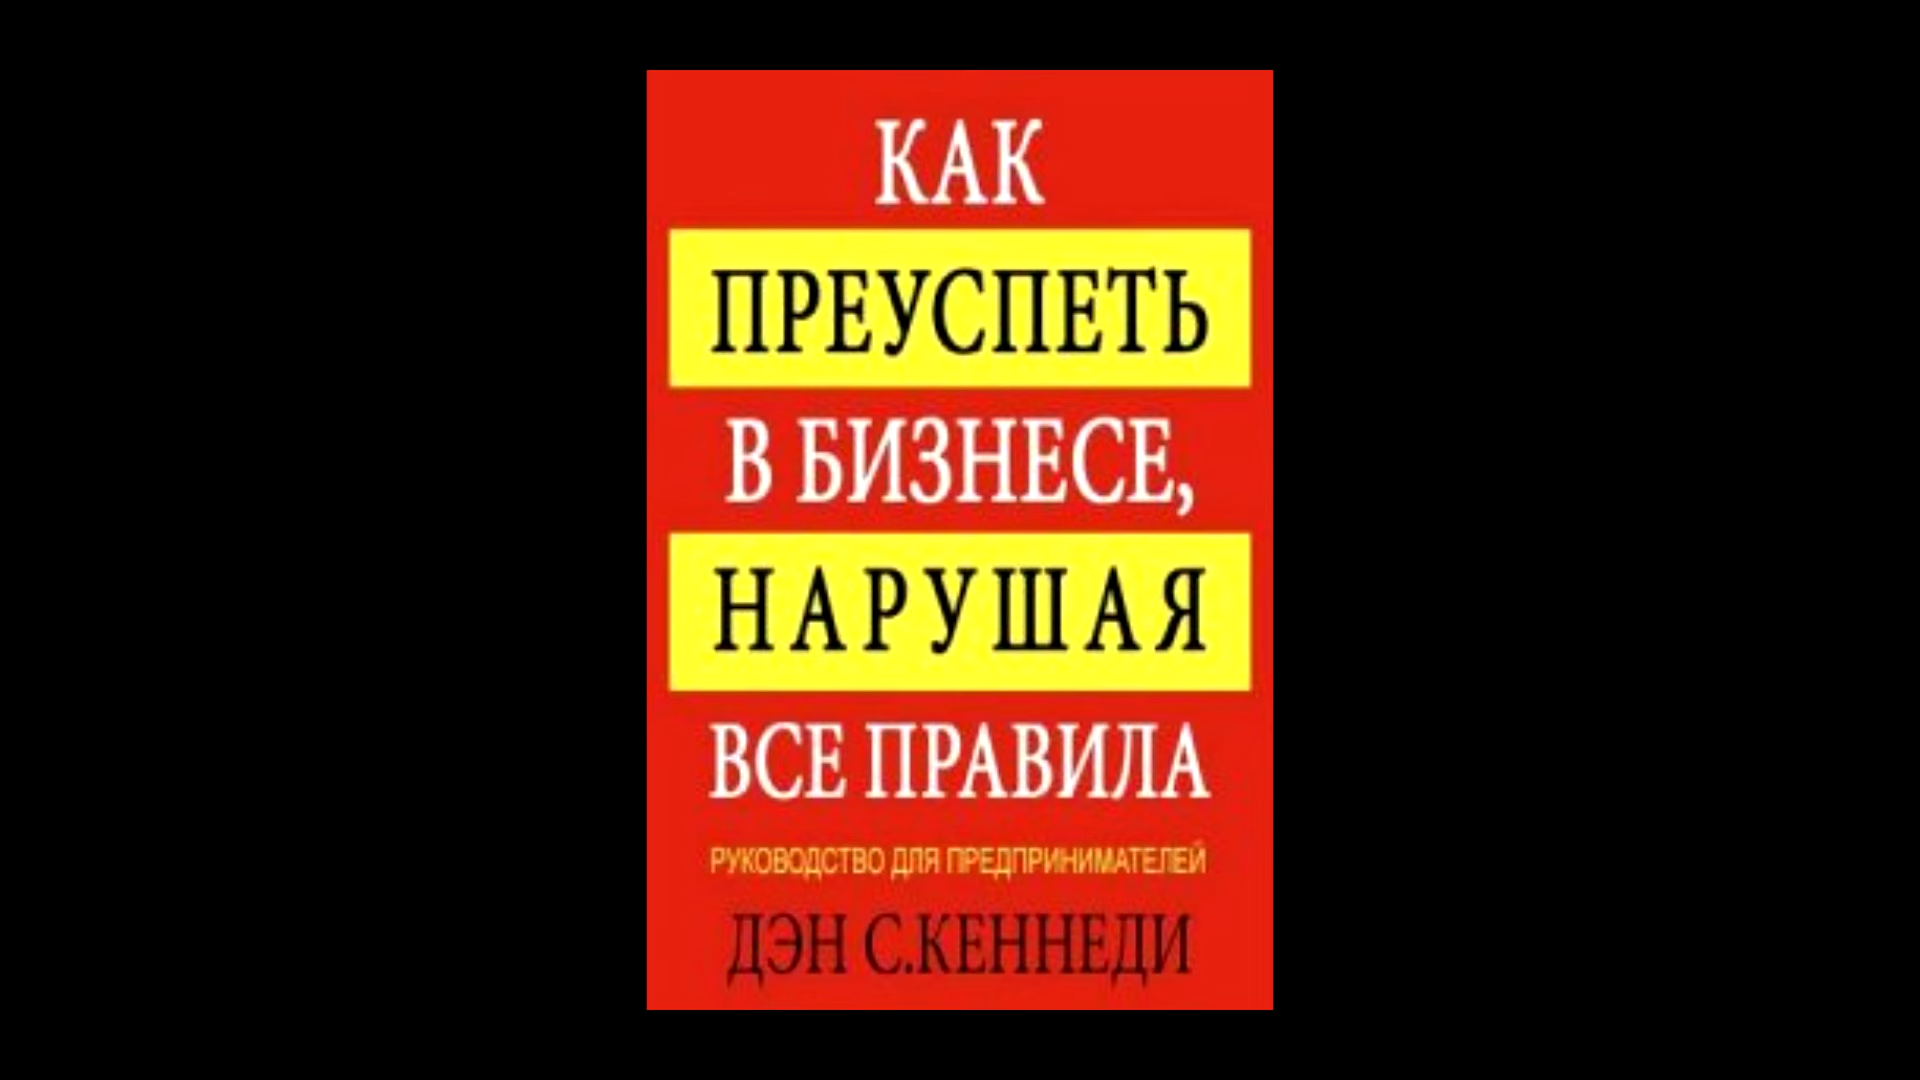 КАК
ПРЕУСПЕТЬ
В БИЗНЕСЕ,
НАРУШАЯ
ВСЕ ПРАВИЛА
РУКОВОДСТВО ДЛЯ ПРЕДПРИНИМАТЕЛЕЙ
ДЭН С.КЕННЕДИ